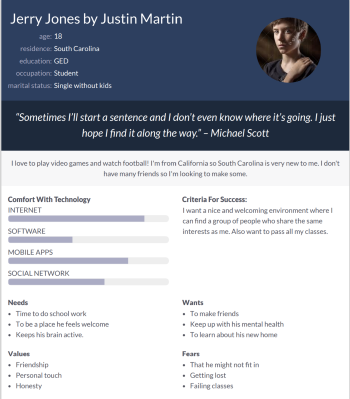 Jerry Jones by Justin Martin
age: 18
residence: South Carolina
education: GED
occupation: Student
marital status: Single without kids
"Sometimes I'll start a sentence and I don't even know where it's going. I just
hope I find it along the way." – Michael Scott
I love to play video games and watch football! I'm from California so South Carolina is very new to me. I don't
have many friends so I'm looking to make some.
Comfort With Technology
INTERNET
SOFTWARE
MOBILE APPS
SOCIAL NETWORK
Criteria For Success:
I want a nice and welcoming environment where I
can find a group of people who share the same
interests as me. Also want to pass all my classes.
Needs
• Time to do school work
• To be a place he feels welcome
• Keeps his brain active.
Wants
• To make friends
• Keep up with his mental health
• To learn about his new home
Values
• Friendship
• Personal touch
• Honesty
Fears
• That he might not fit in
• Getting lost
• Failing classes